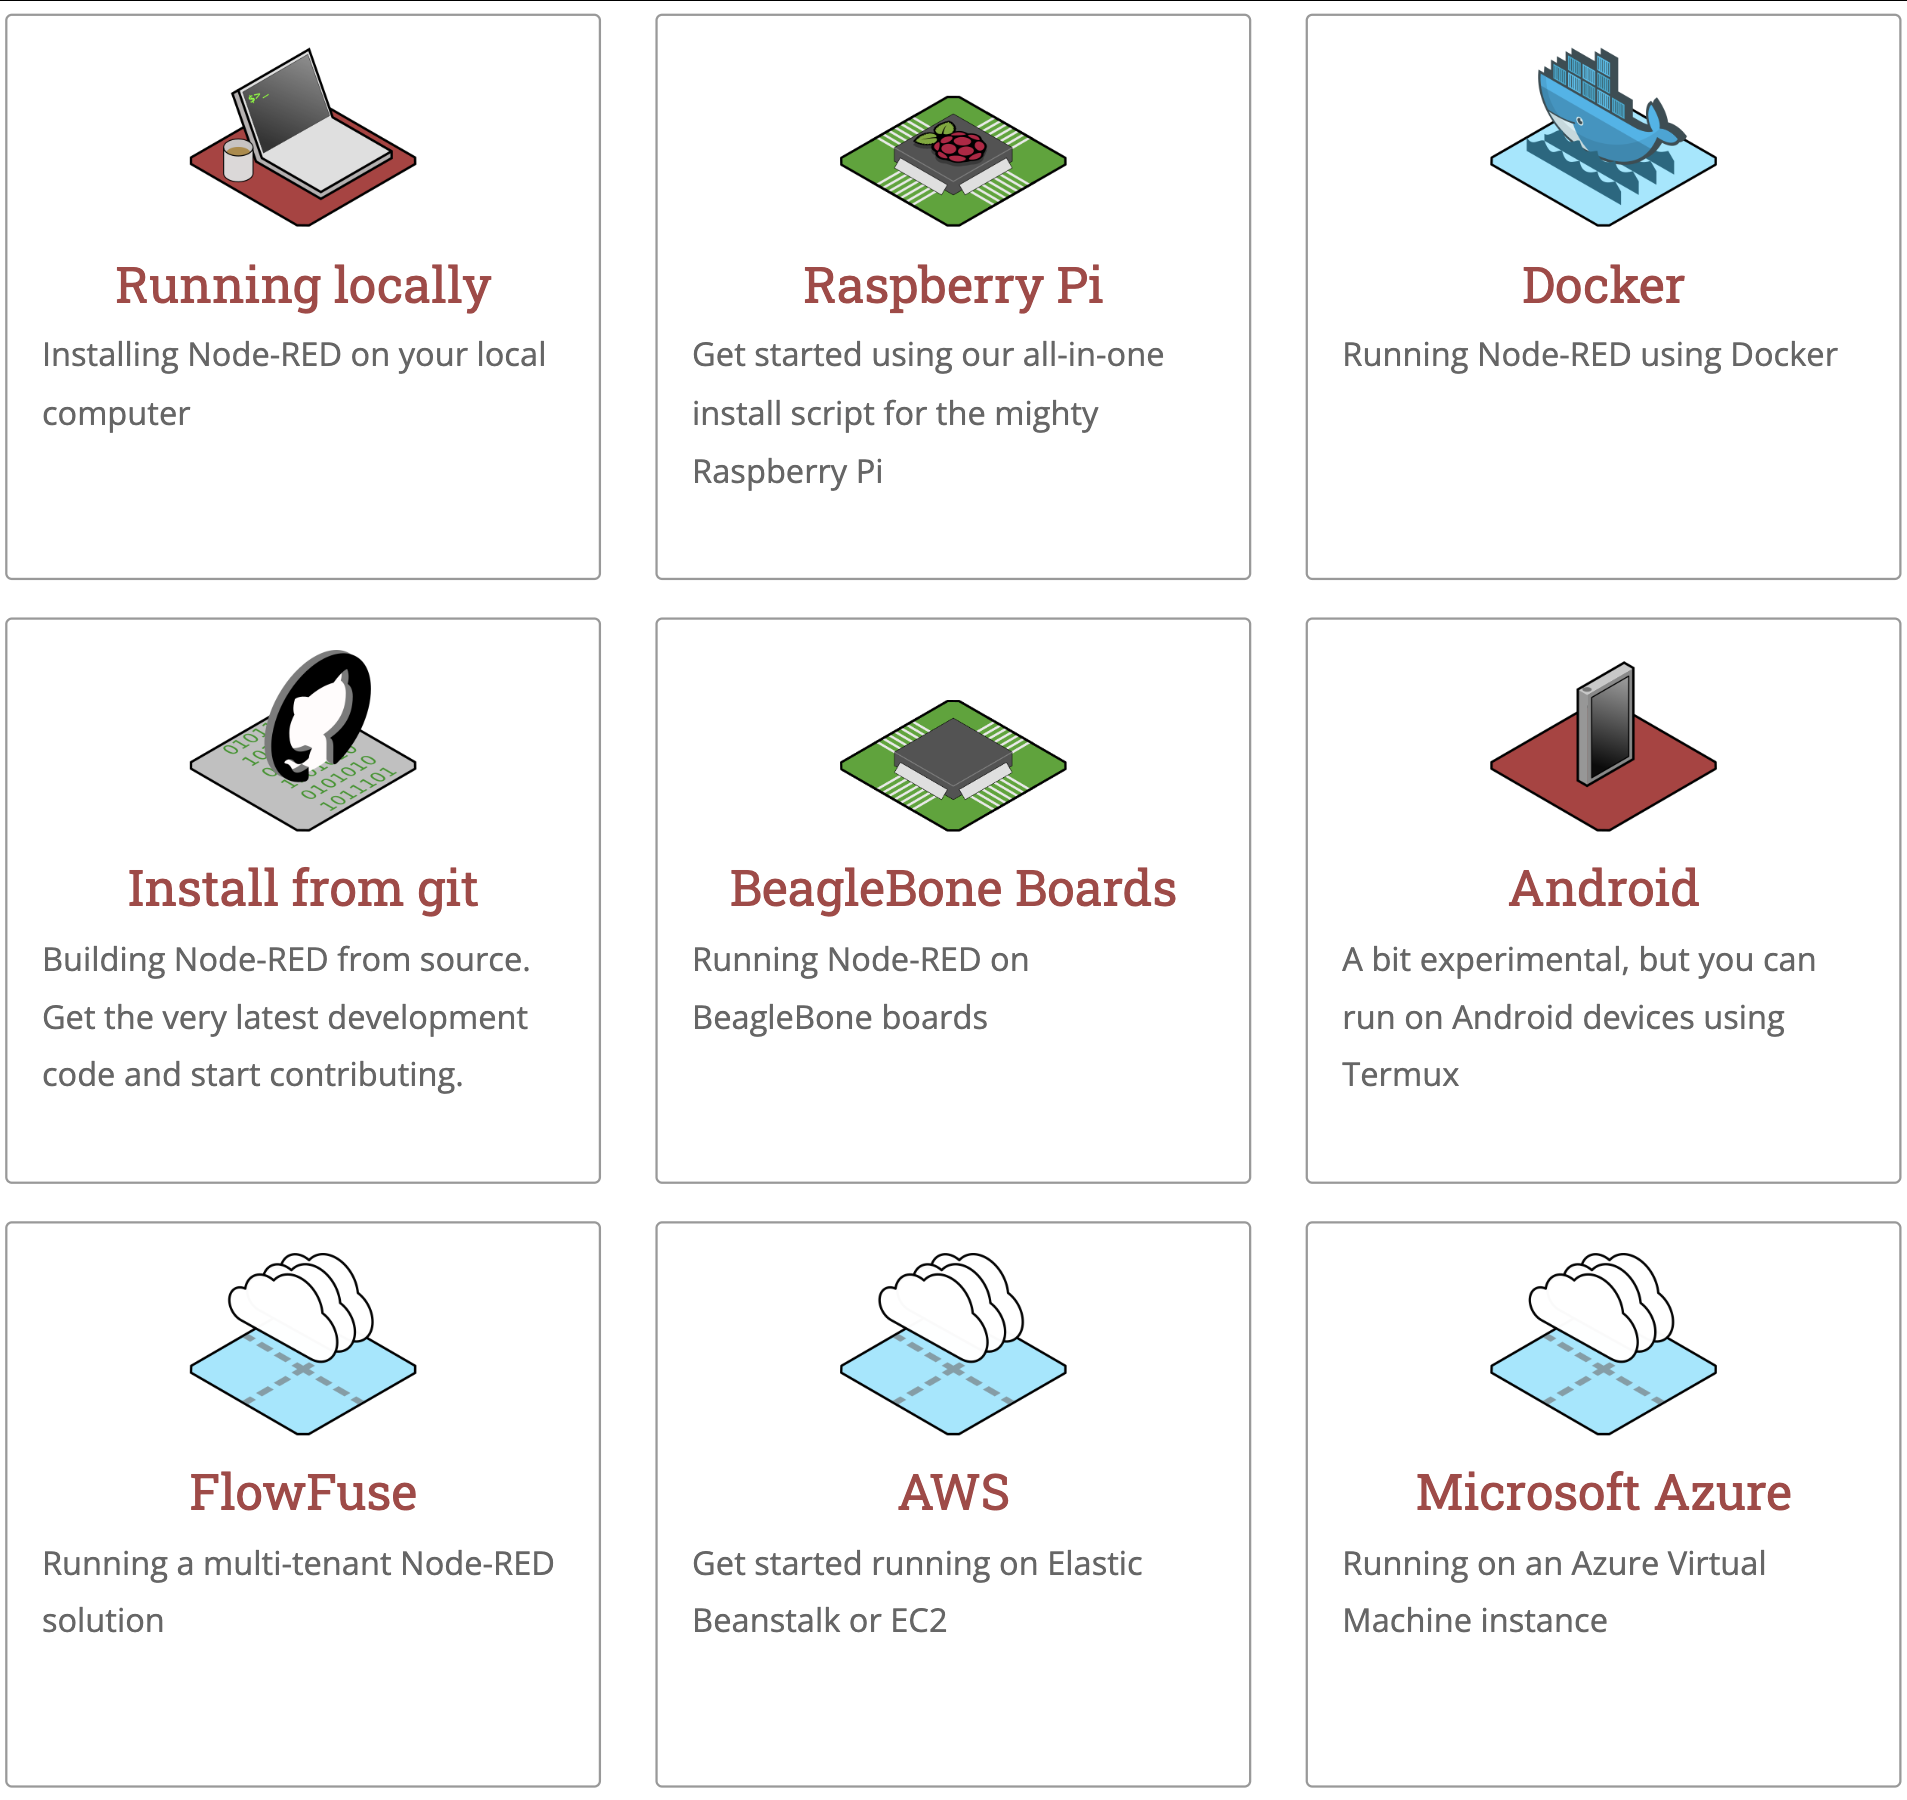 $>_
Running locally
Installing Node-RED on your local
computer
Raspberry Pi
Get started using our all-in-one
install script for the mighty
Raspberry Pi
Docker
Running Node-RED using Docker
0101010
1011101
Install from git
Building Node-RED from source.
Get the very latest development
code and start contributing.
BeagleBone Boards
Running Node-RED on
BeagleBone boards
Android
A bit experimental, but you can
run on Android devices using
Termux
FlowFuse
Running a multi-tenant Node-RED
solution
AWS
Get started running on Elastic
Beanstalk or EC2
Microsoft Azure
Running on an Azure Virtual
Machine instance